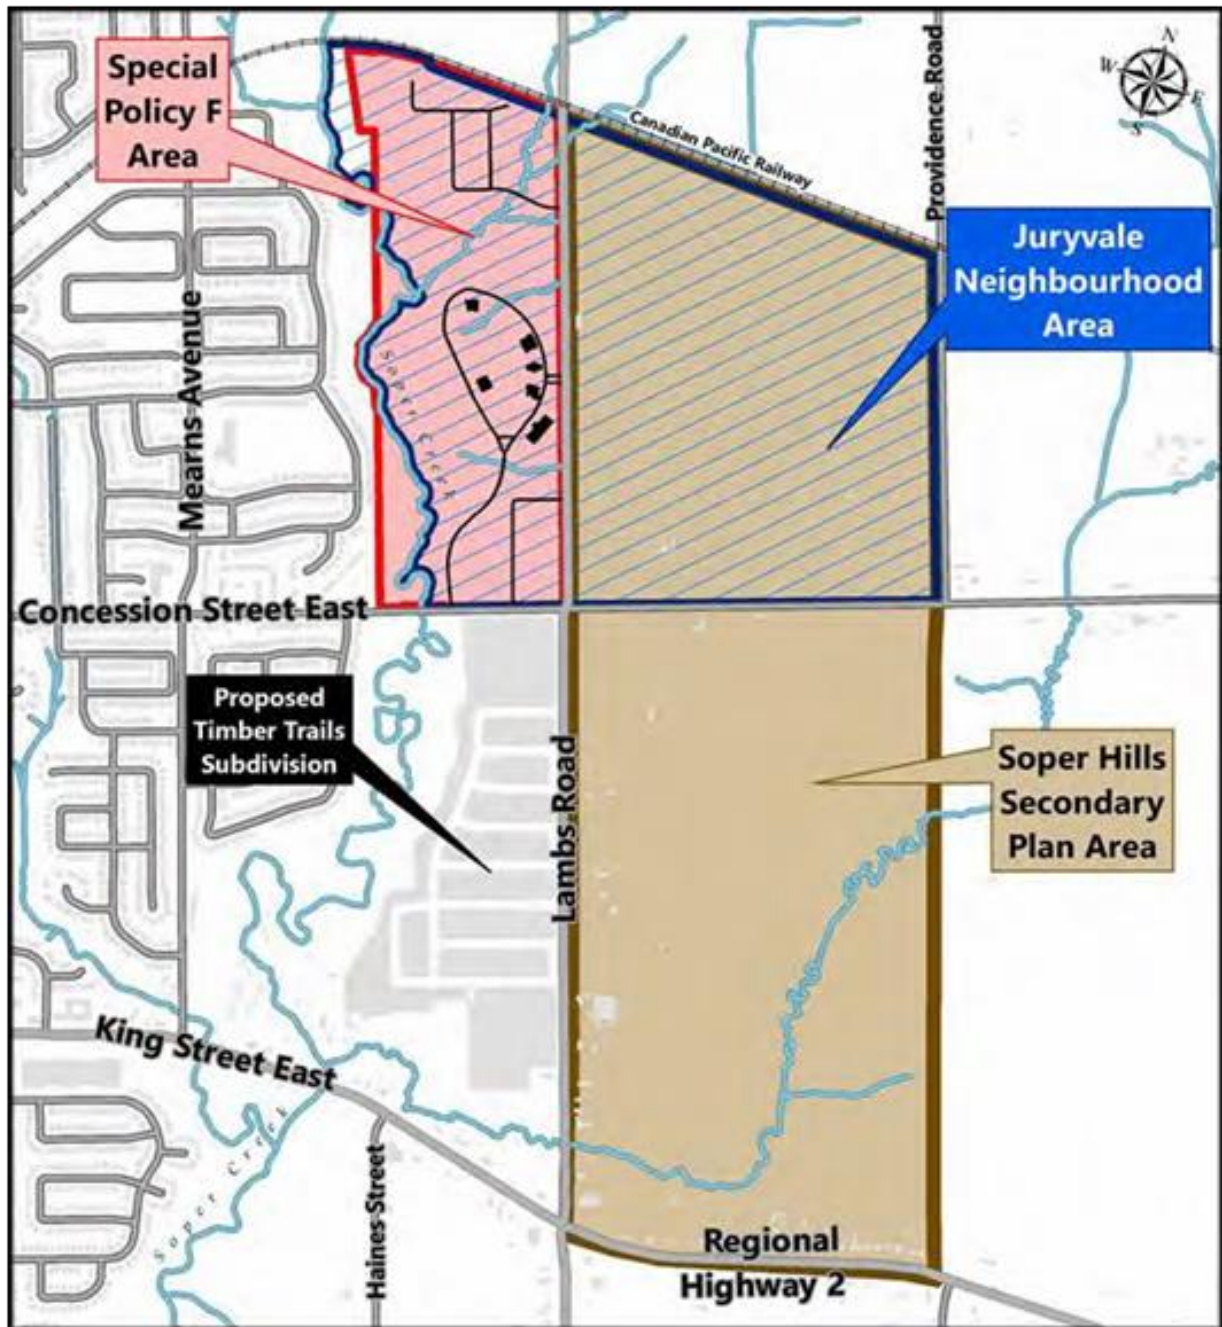 Special
Policy F
Area
N
W
E
S
Canadian Pacific Railway
Providence Road
Juryvale
Neighbourhood
Area
Mearns Avenue
Soper Creek
Concession Street East
Proposed
Timber Trails
Subdivision
Lambs Road
Soper Hills
Secondary
Plan Area
King Street East
Soper Creek
Haines Street
Regional
Highway 2